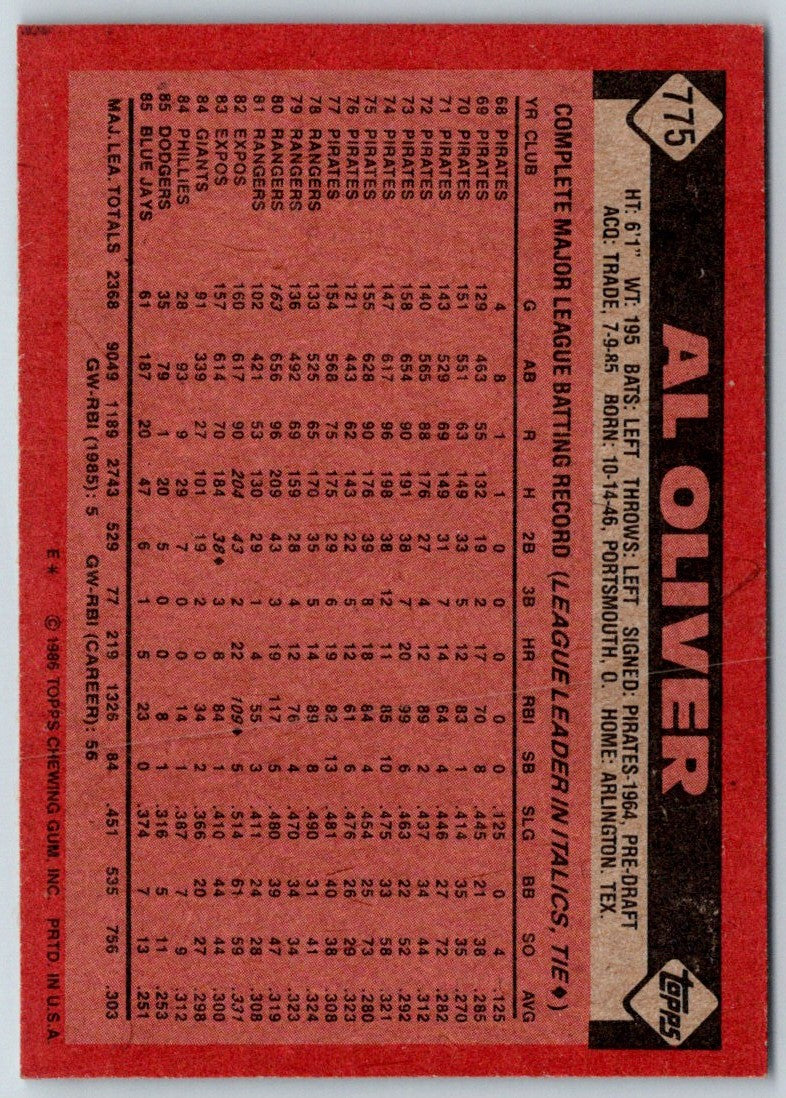 775
AL OLIVER
topps
HT: 6'1" WT: 195 BATS: LEFT THROWS: LEFT SIGNED: PIRATES-1964, PRE-DRAFT
ACQ: TRADE, 7-9-85 BORN: 10-14-46, PORTSMOUTH, O. HOME: ARLINGTON, TEX.
COMPLETE MAJOR LEAGUE BATTING RECORD (LEAGUE LEADER IN ITALICS, TIE♦)
YR CLUB G AB R H 2B 3B HR RBI SB SLG BB SO AVG
68 PIRATES 4 8 1 1 0 0 0 0 0 .125 0 4 .125
69 PIRATES 129 463 55 132 19 2 17 70 8 .445 21 38 .285
70 PIRATES 151 551 63 149 33 5 12 83 1 .414 35 35 .270
71 PIRATES 143 529 69 149 31 7 14 64 4 .446 27 72 .282
72 PIRATES 140 565 88 176 27 4 12 89 2 .437 34 44 .312
73 PIRATES 158 654 90 191 38 7 20 99 6 .463 22 52 .292
74 PIRATES 147 617 96 198 38 12 11 85 10 .475 33 58 .321
75 PIRATES 155 628 90 176 39 8 18 84 4 .454 25 73 .280
76 PIRATES 121 443 62 143 22 5 12 61 6 .476 26 29 .323
77 PIRATES 154 568 75 175 29 6 19 82 13 .481 40 38 .308
78 RANGERS 133 525 65 170 35 5 14 89 8 .490 31 41 .324
79 RANGERS 136 492 69 159 28 4 12 76 4 .470 34 34 .323
80 RANGERS 163 656 96 209 43 3 19 117 5 .480 39 47 .319
81 RANGERS 102 421 53 130 29 1 4 55 3 .411 24 28 .308
82 EXPOS 160 617 90 204 43 2 22 109♦ 5 .514 61 59 .337
83 EXPOS 157 614 70 184 38♦ 3 8 84 1 .410 44 44 .300
84 GIANTS 91 339 27 101 19 2 0 34 2 .366 20 27 .298
84 PHILLIES 28 93 9 29 7 0 0 14 1 .387 7 9 .312
85 DODGERS 35 79 1 20 5 0 0 8 1 .316 5 11 .253
85 BLUE JAYS 61 187 20 47 6 1 5 23 0 .374 7 13 .251
MAJ. LEA. TOTALS 2368 9049 1189 2743 529 77 219 1326 84 .451 535 756 .303
GW-RBI (1985): 5 GW-RBI (CAREER): 56
E* © 1986 TOPPS CHEWING GUM, INC. PRTD. IN U.S.A.